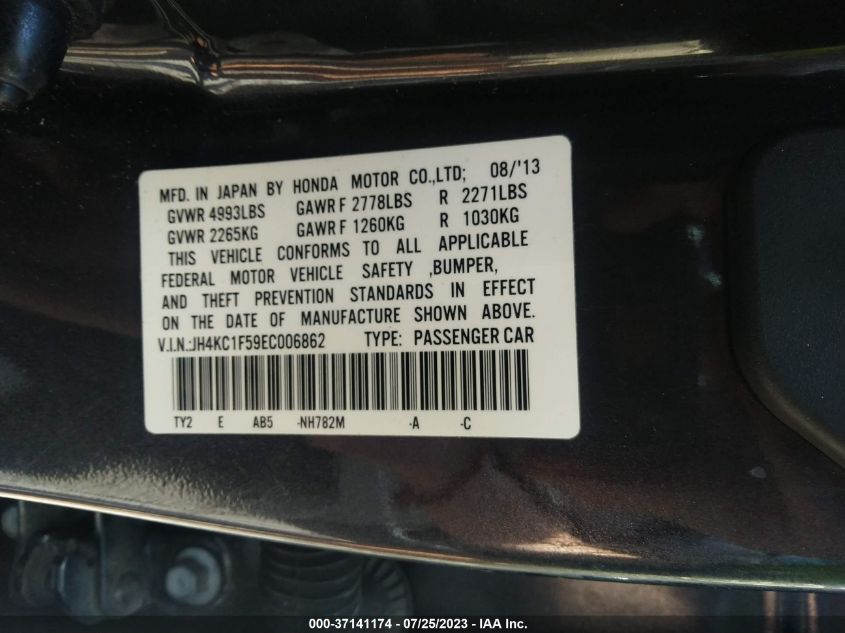 MFD. IN JAPAN BY HONDA MOTOR CO.,LTD; 08/'13
GVWR 4993LBS GAWR F 2778LBS R 2271LBS
GVWR 2265KG GAWR F 1260KG R 1030KG
THIS VEHICLE CONFORMS TO ALL APPLICABLE
FEDERAL MOTOR VEHICLE SAFETY ,BUMPER,
AND THEFT PREVENTION STANDARDS IN EFFECT
ON THE DATE OF MANUFACTURE SHOWN ABOVE.
V.I.N.:JH4KC1F59EC006862 TYPE: PASSENGER CAR
TY2 E AB5 -NH782M -A -C
000-37141174 - 07/25/2023 - IAA Inc.